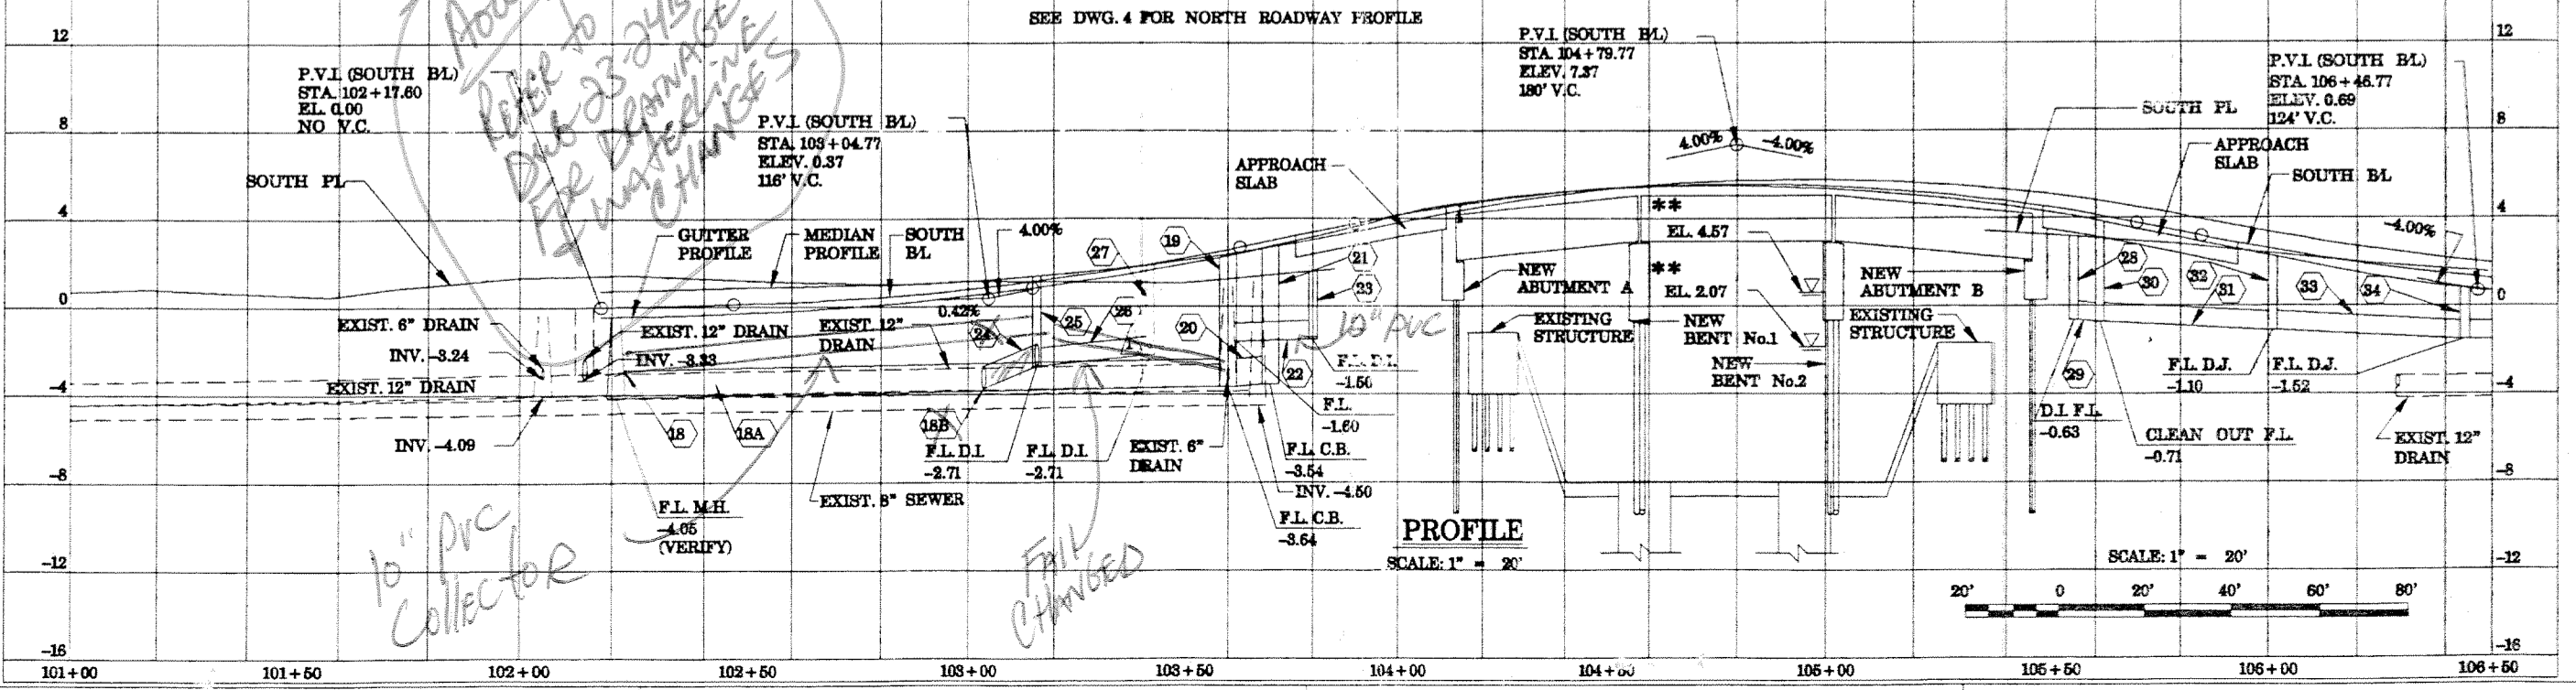 SEE DWG. 4 FOR NORTH ROADWAY PROFILE
REFER TO
DWG 23-24B
FOR DRAINAGE
& WATERLINE
CHANGES
12
8
4
0
-4
-8
-12
-16
12
8
4
0
-4
-8
-12
-16
P.V.I. (SOUTH B/L)
STA. 102+17.60
EL. 0.00
NO V.C.
P.V.I. (SOUTH B/L)
STA. 103+04.77
ELEV. 0.37
116' V.C.
P.V.I. (SOUTH B/L)
STA. 104+79.77
ELEV. 7.37
180' V.C.
P.V.I. (SOUTH B/L)
STA. 106+46.77
ELEV. 0.69
124' V.C.
SOUTH PL
GUTTER
PROFILE
MEDIAN
PROFILE
SOUTH
B/L
4.00%
0.42%
APPROACH
SLAB
4.00%
-4.00%
SOUTH PL
APPROACH
SLAB
SOUTH B/L
-4.00%
27
19
21
23
24
25
26
20
22
18
18A
18B
28
30
32
31
33
34
29
EXIST. 6" DRAIN
INV. -3.24
EXIST. 12" DRAIN
INV. -4.09
EXIST. 12" DRAIN
INV. -3.33
EXIST. 12"
DRAIN
F.L. M.H.
-4.05
(VERIFY)
EXIST. 8" SEWER
F.L. D.I.
-2.71
F.L. D.I.
-2.71
EXIST. 6"
DRAIN
F.L. C.B.
-3.54
INV. -4.50
F.L. C.B.
-3.64
F.L. D.I.
-1.50
F.L.
-1.60
10" PVC
10" PVC
COLLECTOR
FALL
CHANGED
NEW
ABUTMENT A
EXISTING
STRUCTURE
**
EL. 4.57
**
EL. 2.07
NEW
BENT No.1
NEW
BENT No.2
NEW
ABUTMENT B
EXISTING
STRUCTURE
D.I. F.L.
-0.63
CLEAN OUT F.L.
-0.71
F.L. D.J.
-1.10
F.L. D.J.
-1.52
EXIST. 12"
DRAIN
PROFILE
SCALE: 1" = 20'
SCALE: 1" = 20'
20' 0 20' 40' 60' 80'
101+00 101+50 102+00 102+50 103+00 103+50 104+00 104+50 105+00 105+50 106+00 106+50